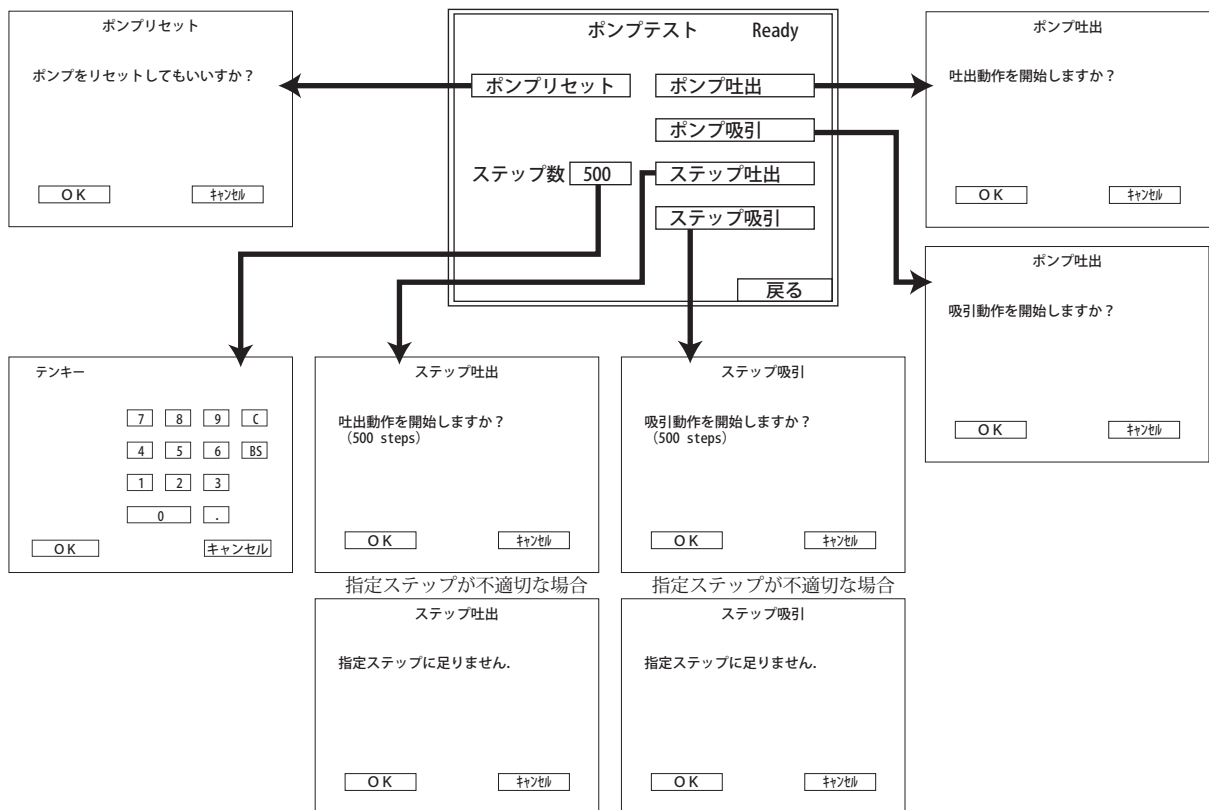 ポンプリセット
ポンプをリセットしてもいいすか？
OK
キャンセル
ポンプテスト Ready
ポンプリセット
ポンプ吐出
ポンプ吸引
ステップ数 500
ステップ吐出
ステップ吸引
戻る
ポンプ吐出
吐出動作を開始しますか？
OK
キャンセル
ポンプ吐出
吸引動作を開始しますか？
OK
キャンセル
テンキー
7 8 9 C
4 5 6 BS
1 2 3
0 .
OK
キャンセル
ステップ吐出
吐出動作を開始しますか？
（500 steps）
OK
キャンセル
ステップ吸引
吸引動作を開始しますか？
（500 steps）
OK
キャンセル
指定ステップが不適切な場合
ステップ吐出
指定ステップに足りません.
OK
キャンセル
指定ステップが不適切な場合
ステップ吸引
指定ステップに足りません.
OK
キャンセル